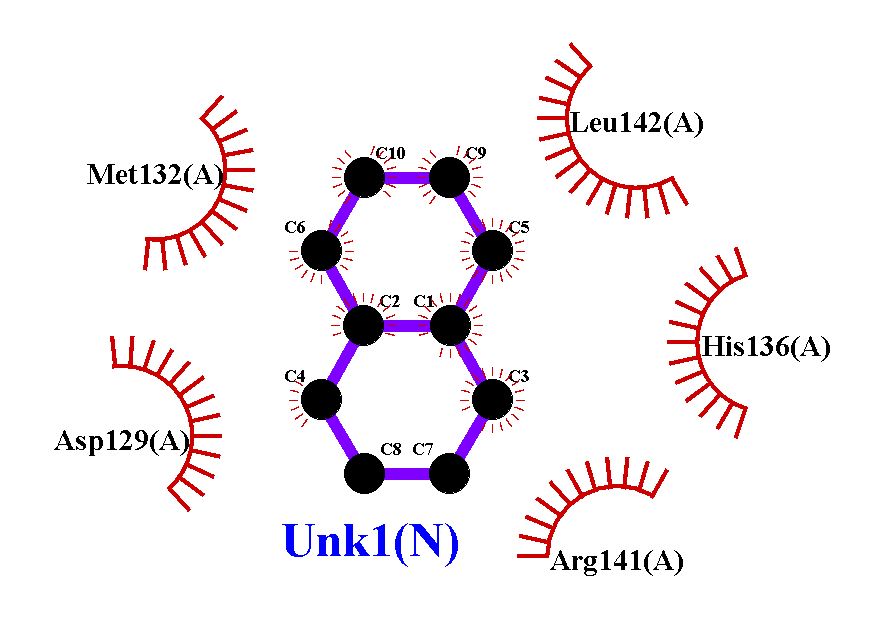 Leu142(A)
C10
C9
Met132(A)
C6
C5
C2
C1
His136(A)
C4
C3
Asp129(A)
C8
C7
Unk1(N)
Arg141(A)